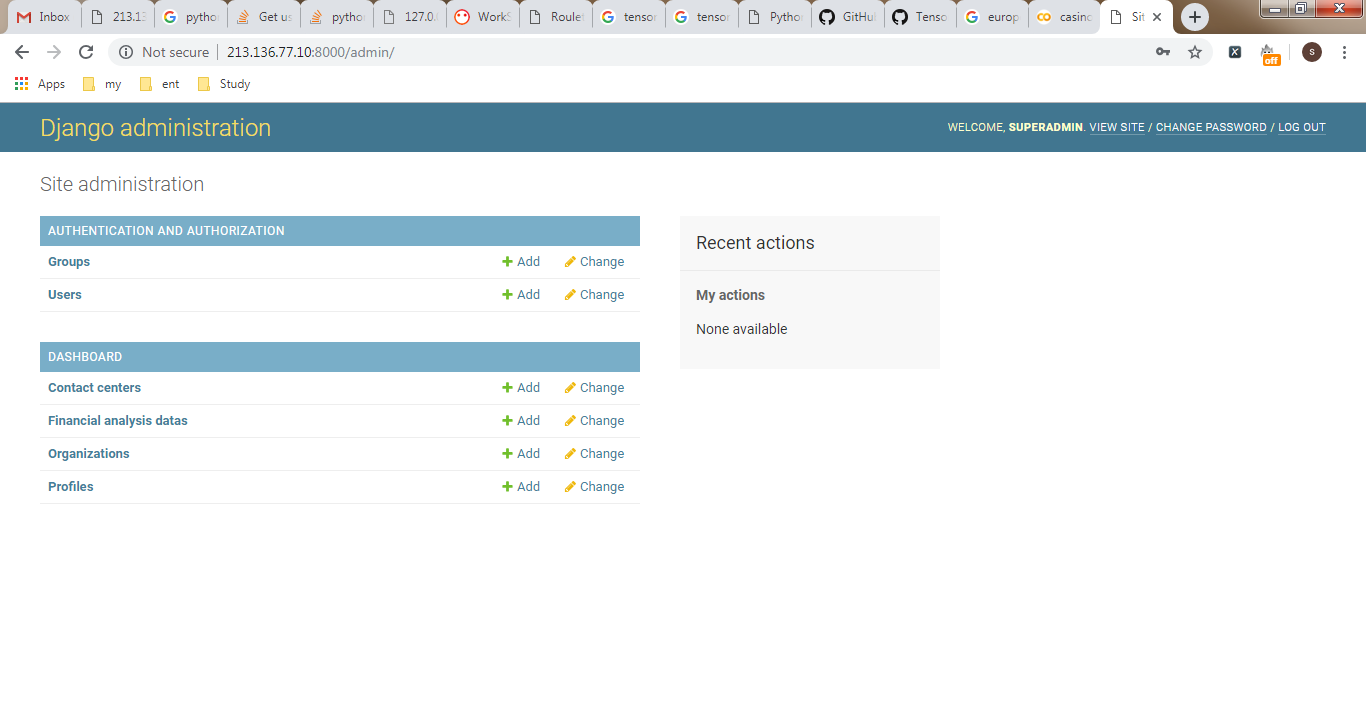 Inbox 213.13 pytho Get us pytho 127.0. WorkS Roulet tensor tensor Pytho GitHu Tenso europ casino Sit
Not secure 213.136.77.10:8000/admin/ X off s
Apps my ent Study
Django administration WELCOME, SUPERADMIN. VIEW SITE / CHANGE PASSWORD / LOG OUT
Site administration
AUTHENTICATION AND AUTHORIZATION
Groups Add Change
Users Add Change
DASHBOARD
Contact centers Add Change
Financial analysis datas Add Change
Organizations Add Change
Profiles Add Change
Recent actions
My actions
None available